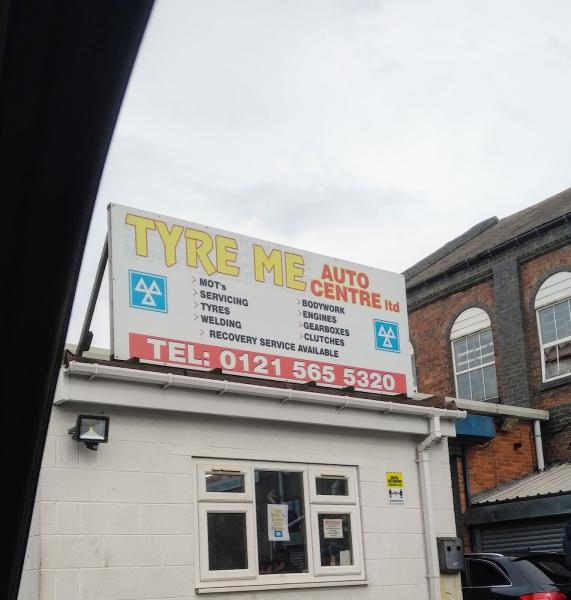 TYRE ME AUTO CENTRE ltd
> MOT's
> SERVICING
> TYRES
> WELDING
> BODYWORK
> ENGINES
> GEARBOXES
> CLUTCHES
> RECOVERY SERVICE AVAILABLE
TEL: 0121 565 5320